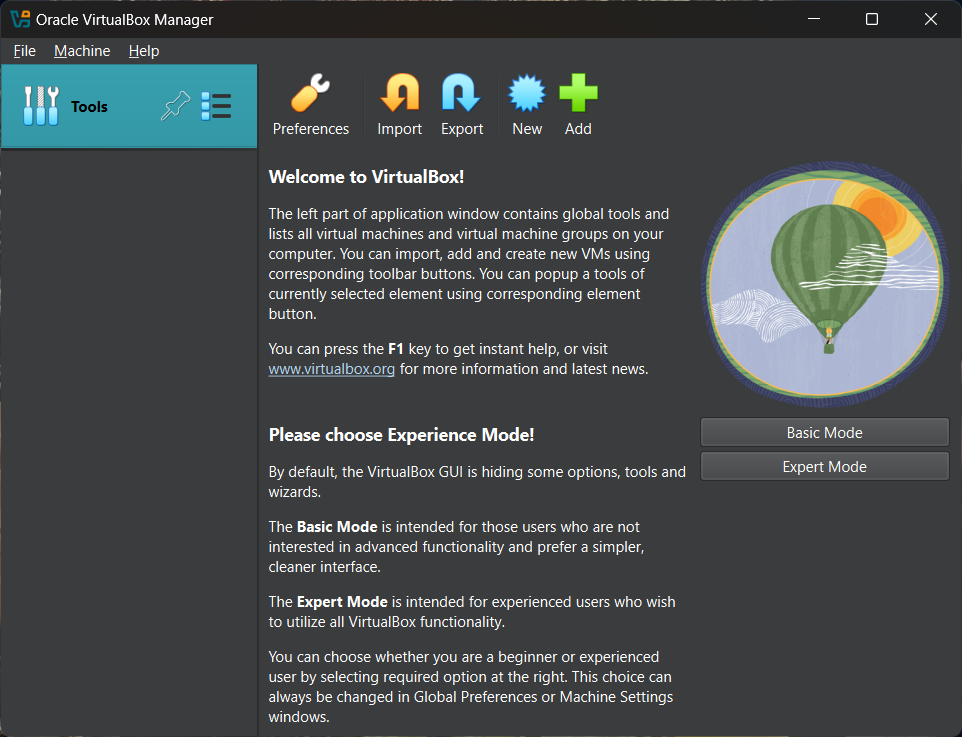 Oracle VirtualBox Manager
File Machine Help
Tools
Preferences Import Export New Add
Welcome to VirtualBox!
The left part of application window contains global tools and
lists all virtual machines and virtual machine groups on your
computer. You can import, add and create new VMs using
corresponding toolbar buttons. You can popup a tools of
currently selected element using corresponding element
button.
You can press the F1 key to get instant help, or visit
www.virtualbox.org for more information and latest news.
Please choose Experience Mode!
By default, the VirtualBox GUI is hiding some options, tools and
wizards.
The Basic Mode is intended for those users who are not
interested in advanced functionality and prefer a simpler,
cleaner interface.
The Expert Mode is intended for experienced users who wish
to utilize all VirtualBox functionality.
You can choose whether you are a beginner or experienced
user by selecting required option at the right. This choice can
always be changed in Global Preferences or Machine Settings
windows.
Basic Mode
Expert Mode